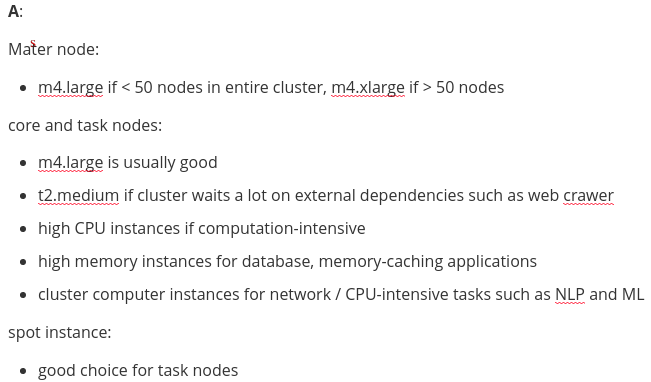 A:
Master node:
m4.large if < 50 nodes in entire cluster, m4.xlarge if > 50 nodes
core and task nodes:
m4.large is usually good
t2.medium if cluster waits a lot on external dependencies such as web crawer
high CPU instances if computation-intensive
high memory instances for database, memory-caching applications
cluster computer instances for network / CPU-intensive tasks such as NLP and ML
spot instance:
good choice for task nodes